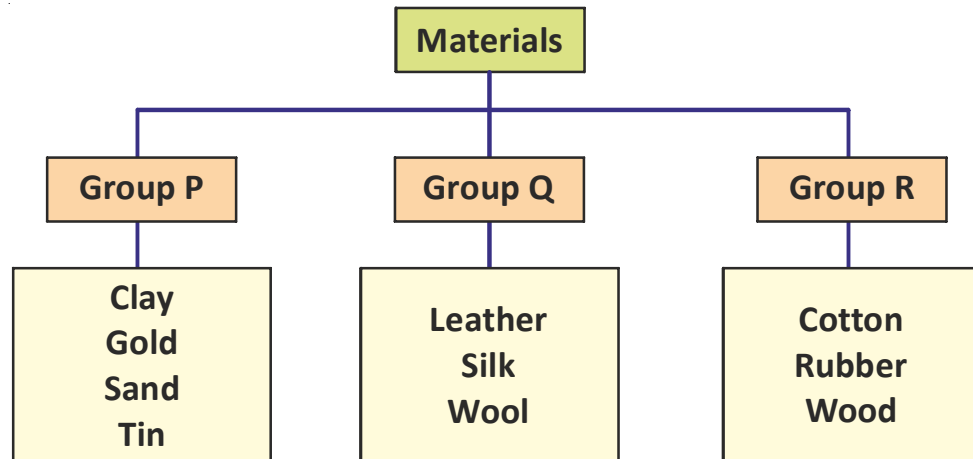 Materials
Group P
Group Q
Group R
Clay
Gold
Sand
Tin
Leather
Silk
Wool
Cotton
Rubber
Wood